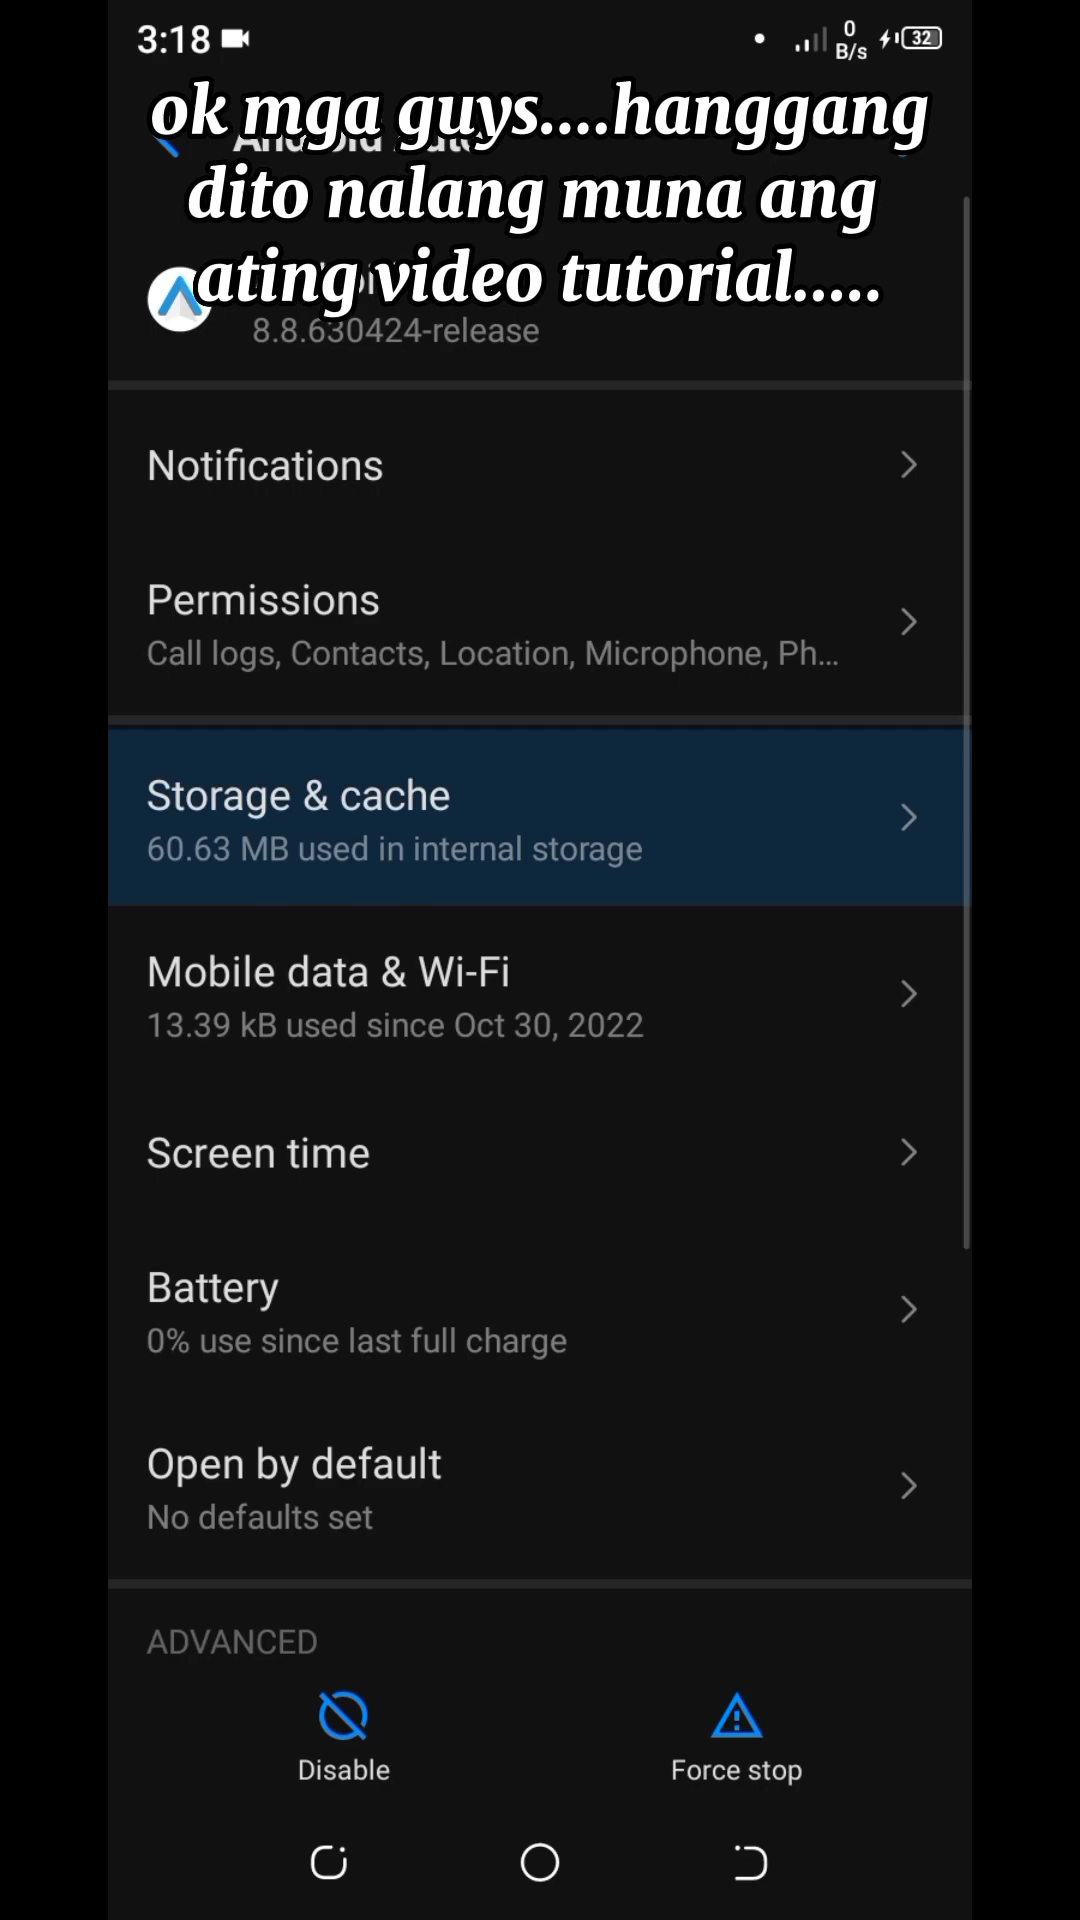 3:18
0
B/s
32
ok mga guys....hanggang
dito nalang muna ang
ating video tutorial.....
8.8.630424-release
Notifications
Permissions
Call logs, Contacts, Location, Microphone, Ph...
Storage & cache
60.63 MB used in internal storage
Mobile data & Wi-Fi
13.39 kB used since Oct 30, 2022
Screen time
Battery
0% use since last full charge
Open by default
No defaults set
ADVANCED
Disable
Force stop